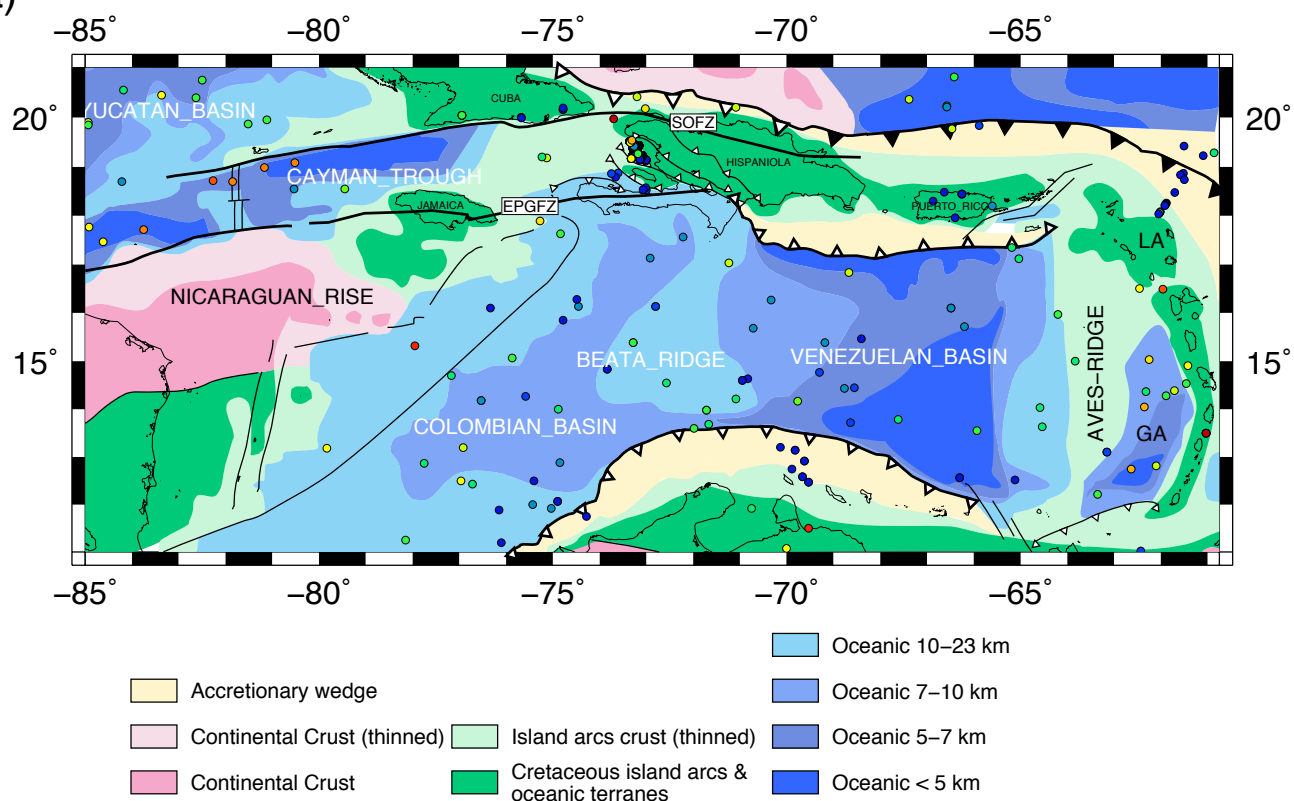 −85˚ −80˚ −75˚ −70˚ −65˚
20˚ 20˚
15˚ 15˚
YUCATAN_BASIN
CUBA
SOFZ
HISPANIOLA
CAYMAN_TROUGH
JAMAICA
EPGFZ
PUERTO_RICO
LA
NICARAGUAN_RISE
BEATA_RIDGE
VENEZUELAN_BASIN
AVES−RIDGE
COLOMBIAN_BASIN
GA
−85˚ −80˚ −75˚ −70˚ −65˚
Oceanic 10−23 km
Accretionary wedge
Oceanic 7−10 km
Continental Crust (thinned)
Island arcs crust (thinned)
Oceanic 5−7 km
Continental Crust
Cretaceous island arcs &
oceanic terranes
Oceanic < 5 km